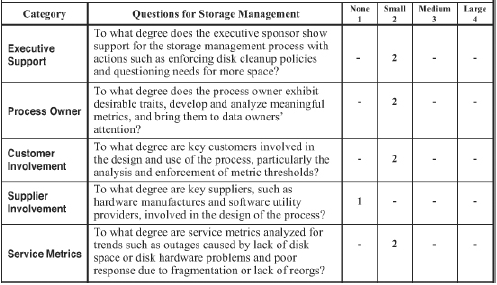 Category Questions for Storage Management None 1 Small 2 Medium 3 Large 4
Executive Support
To what degree does the executive sponsor show
support for the storage management process with
actions such as enforcing disk cleanup policies
and questioning needs for more space?
- 2 - -
Process Owner
To what degree does the process owner exhibit
desirable traits, develop and analyze meaningful
metrics, and bring them to data owners'
attention?
- 2 - -
Customer Involvement
To what degree are key customers involved in
the design and use of the process, particularly the
analysis and enforcement of metric thresholds?
- 2 - -
Supplier Involvement
To what degree are key suppliers, such as
hardware manufactures and software utility
providers, involved in the design of the process?
1 - - -
Service Metrics
To what degree are service metrics analyzed for
trends such as outages caused by lack of disk
space or disk hardware problems and poor
response due to fragmentation or lack of reorgs?
- 2 - -